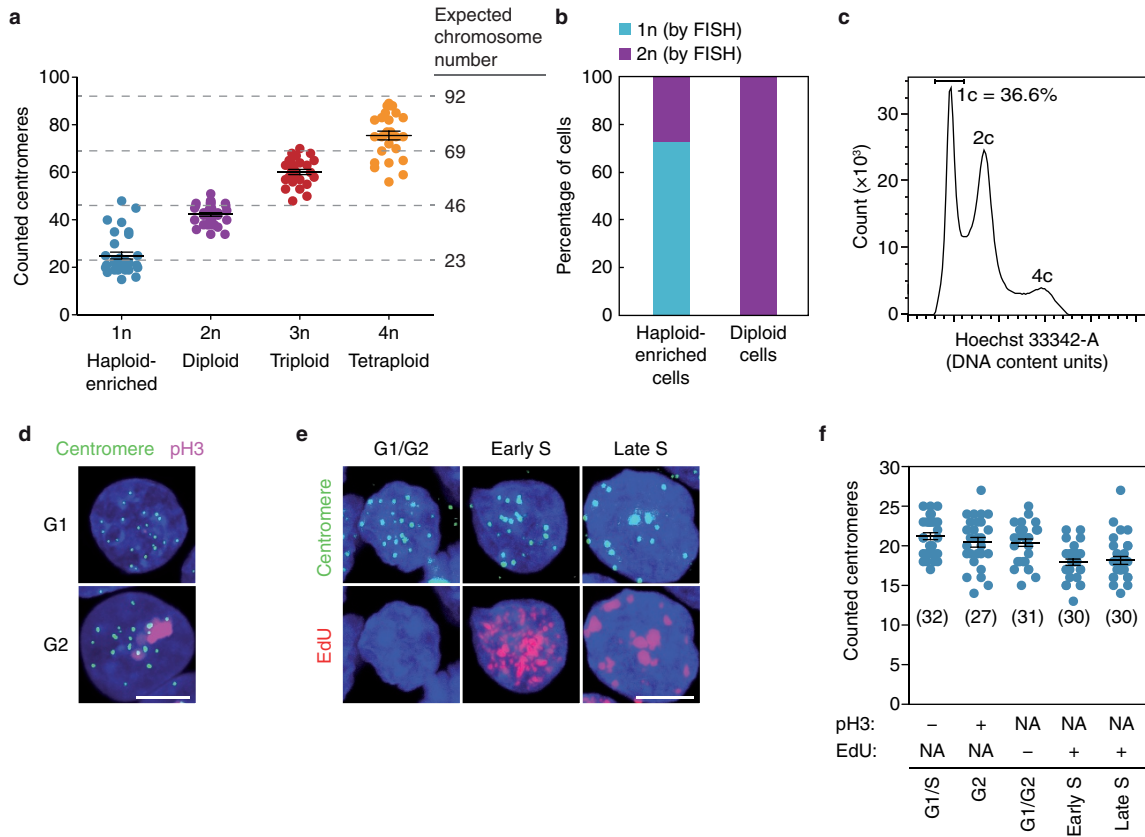 a
Expected
chromosome
number
Counted centromeres
100
80
60
40
20
0
92
69
46
23
1n
2n
3n
4n
Haploid-
enriched
Diploid
Triploid
Tetraploid
b
1n (by FISH)
2n (by FISH)
Percentage of cells
100
80
60
40
20
0
Haploid-
enriched
cells
Diploid
cells
c
Count (×10³)
30
10
0
1c = 36.6%
2c
4c
Hoechst 33342-A
(DNA content units)
d
Centromere pH3
G1
G2
e
G1/G2 Early S Late S
Centromere
EdU
f
Counted centromeres
30
25
20
15
10
5
0
(32) (27) (31) (30) (30)
pH3: – + NA NA NA
EdU: NA NA – + +
G1/S
G2
G1/G2
Early S
Late S